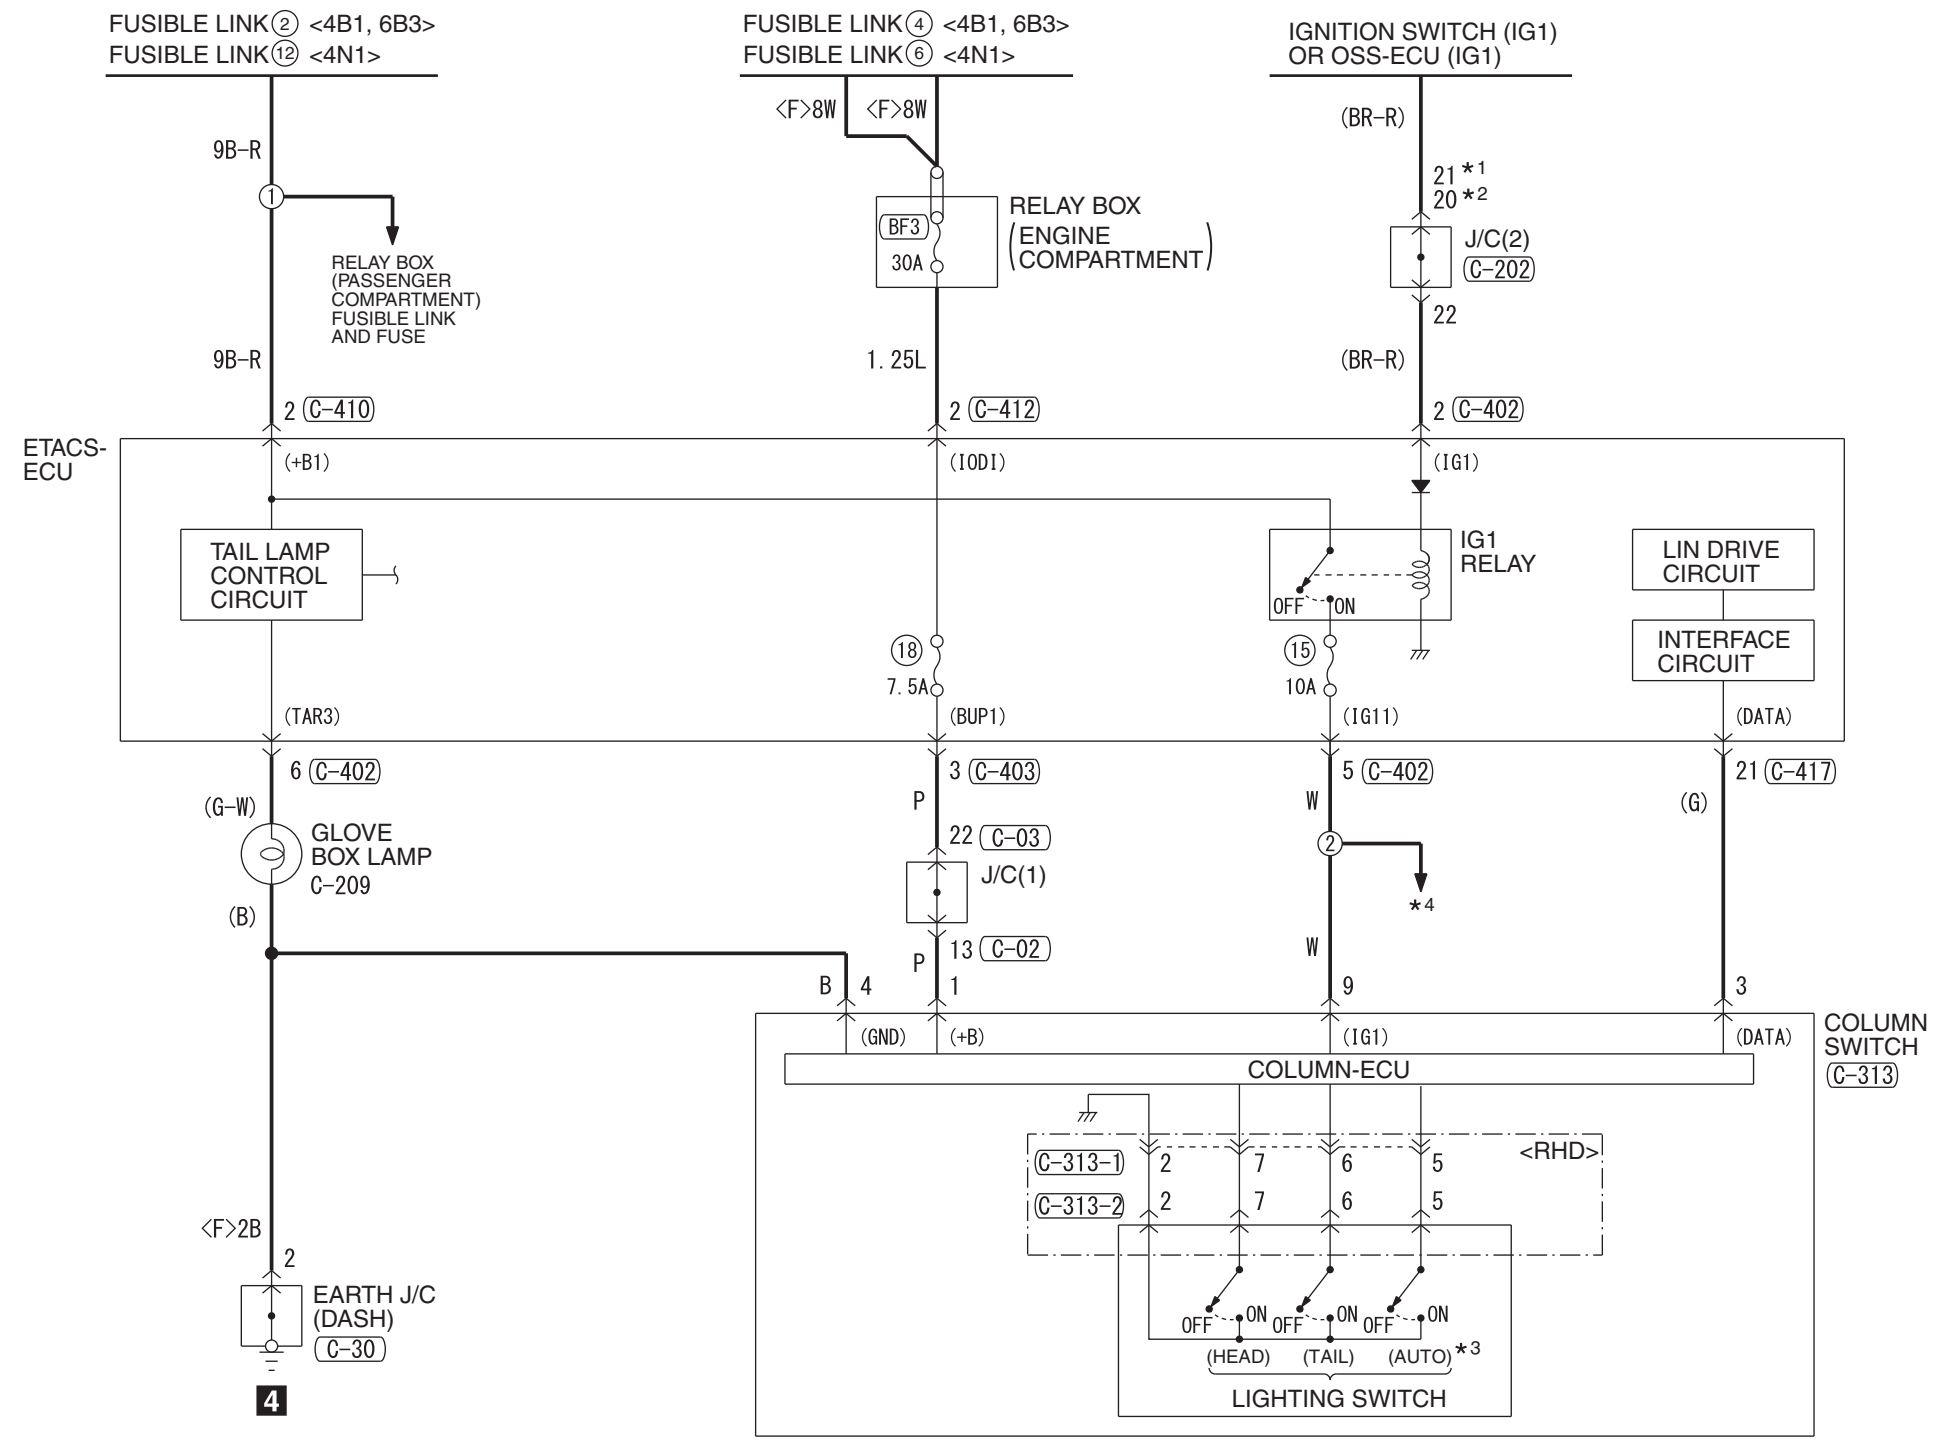 FUSIBLE LINK② <4B1, 6B3>
FUSIBLE LINK⑫ <4N1>
FUSIBLE LINK④ <4B1, 6B3>
FUSIBLE LINK⑥ <4N1>
IGNITION SWITCH (IG1)
OR OSS-ECU (IG1)
<F>8W
<F>8W
(BR-R)
9B-R
21 *1
20 *2
①
BF3
30A
RELAY BOX
(ENGINE
COMPARTMENT)
J/C(2)
C-202
RELAY BOX
(PASSENGER
COMPARTMENT)
FUSIBLE LINK
AND FUSE
22
9B-R
1.25L
(BR-R)
2 C-410
2 C-412
2 C-402
ETACS-
ECU
(+B1)
(IODI)
(IG1)
TAIL LAMP
CONTROL
CIRCUIT
IG1
RELAY
OFF
ON
LIN DRIVE
CIRCUIT
INTERFACE
CIRCUIT
⑱
7.5A
⑮
10A
(TAR3)
(BUP1)
(IG11)
(DATA)
6 C-402
3 C-403
5 C-402
21 C-417
(G-W)
P
W
(G)
GLOVE
BOX LAMP
C-209
22 C-03
J/C(1)
②
*4
(B)
13 C-02
P
W
B
4
1
9
3
(GND)
(+B)
(IG1)
(DATA)
COLUMN
SWITCH
C-313
COLUMN-ECU
<RHD>
C-313-1
2
7
6
5
C-313-2
2
7
6
5
<F>2B
2
EARTH J/C
(DASH)
C-30
4
OFF
ON
OFF
ON
OFF
ON
(HEAD)
(TAIL)
(AUTO) *3
LIGHTING SWITCH